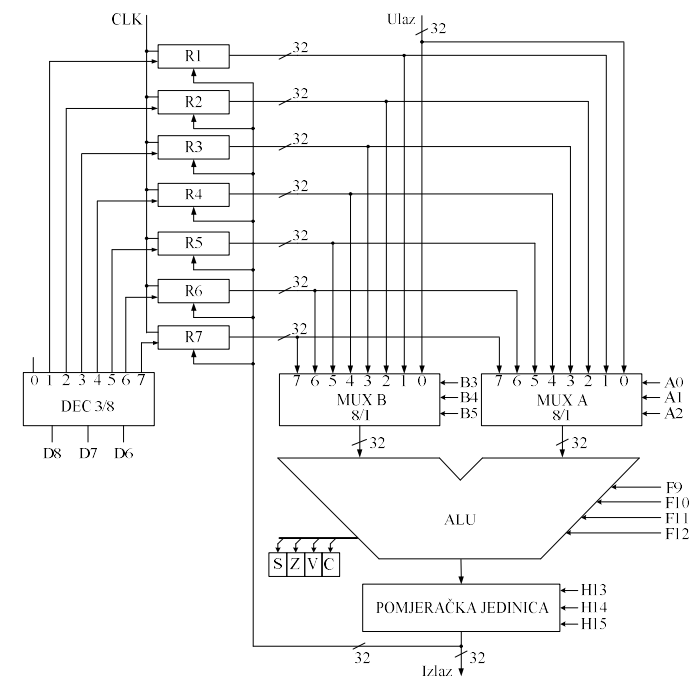 CLK
Ulaz
32
R1
32
R2
32
R3
32
R4
32
R5
32
R6
32
R7
32
0 1 2 3 4 5 6 7
DEC 3/8
D8 D7 D6
7 6 5 4 3 2 1 0
MUX B
8/1
B3
B4
B5
7 6 5 4 3 2 1 0
MUX A
8/1
A0
A1
A2
32
32
ALU
F9
F10
F11
F12
S Z V C
POMJERAČKA JEDINICA
H13
H14
H15
32
32
Izlaz